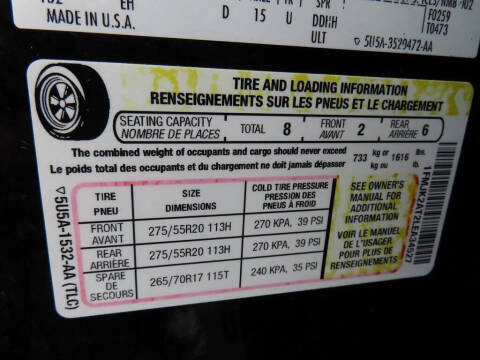 EH
MADE IN U.S.A.
D 15 U
SPR
DDHH
ULT
F0259
T0473
5U5A-3529472-AA
TIRE AND LOADING INFORMATION
RENSEIGNEMENTS SUR LES PNEUS ET LE CHARGEMENT
SEATING CAPACITY
NOMBRE DE PLACES
TOTAL 8
FRONT
AVANT 2
REAR
ARRIÈRE 6
The combined weight of occupants and cargo should never exceed
Le poids total des occupants et du chargement ne doit jamais dépasser
733 kg or kg ou 1616 lbs.
TIRE
PNEU
SIZE
DIMENSIONS
COLD TIRE PRESSURE
PRESSION DES
PNEUS À FROID
FRONT
AVANT
275/55R20 113H
270 KPA, 39 PSI
REAR
ARRIÈRE
275/55R20 113H
270 KPA, 39 PSI
SPARE
DE SECOURS
265/70R17 115T
240 KPA, 35 PSI
SEE OWNER'S
MANUAL FOR
ADDITIONAL
INFORMATION
VOIR LE MANUEL
DE L'USAGER
POUR PLUS DE
RENSEIGNEMENTS
5U5A-1532-AA (TLC)